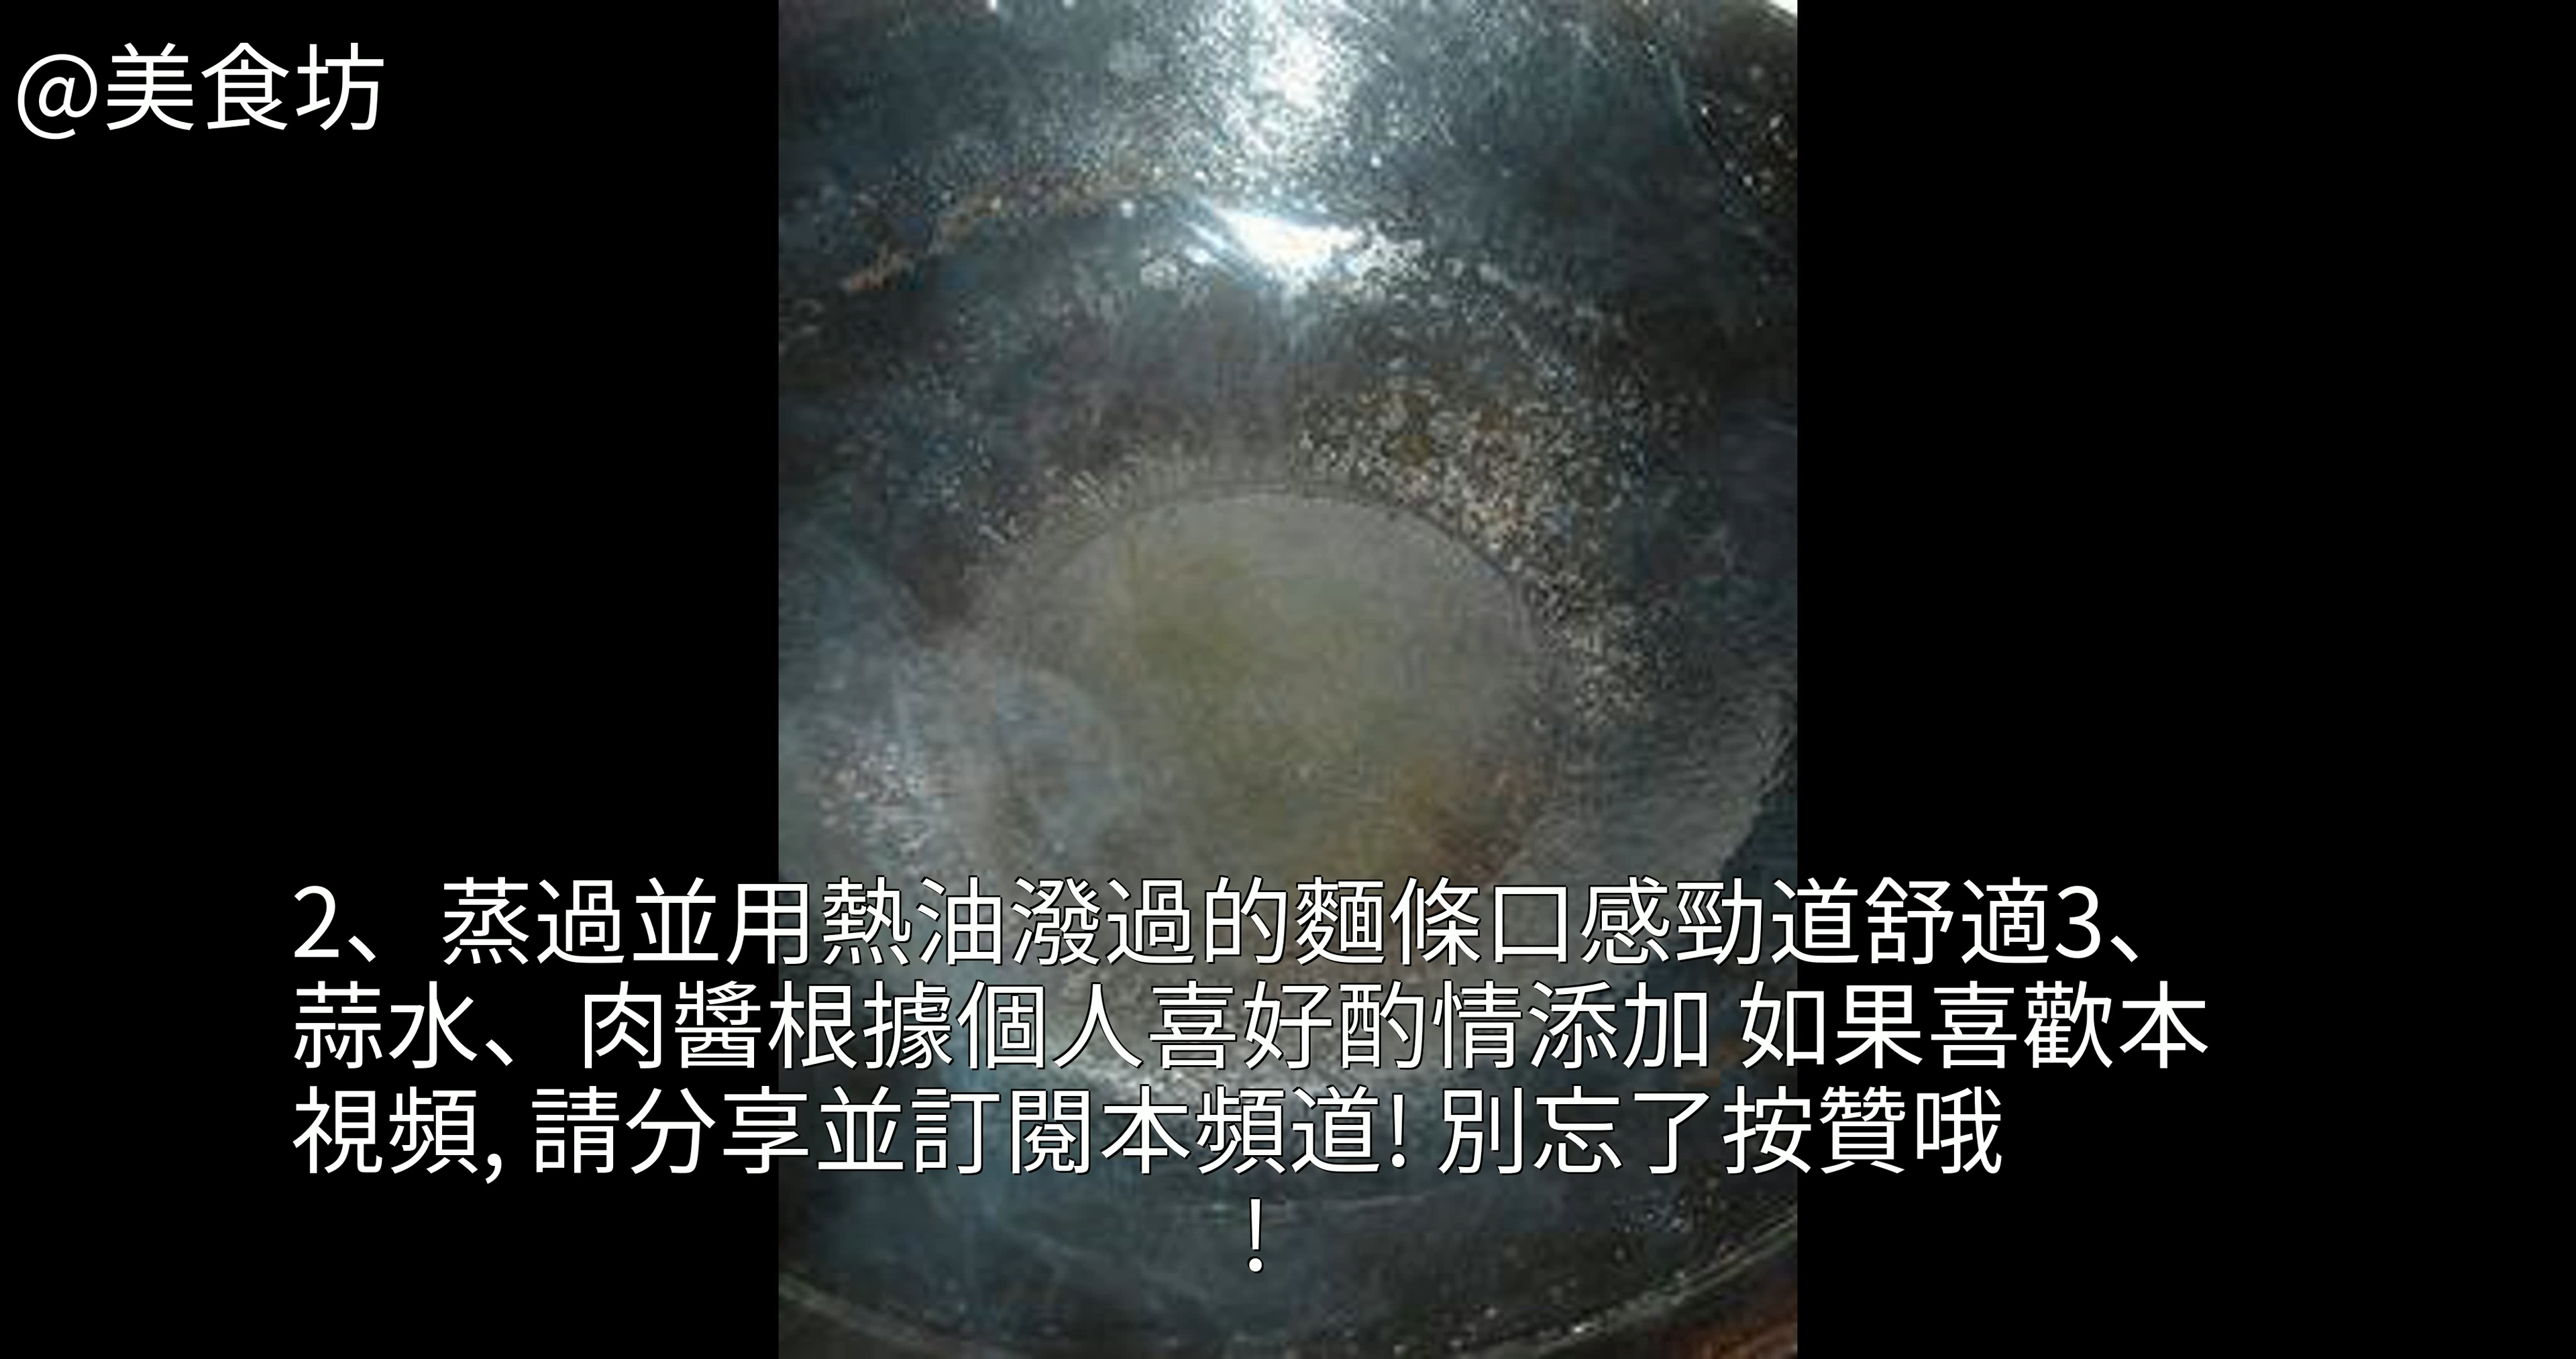 @美食坊
2、蒸過並用熱油潑過的麵條口感勁道舒適3、
蒜水、肉醬根據個人喜好酌情添加 如果喜歡本
視頻, 請分享並訂閱本頻道! 別忘了按贊哦
!